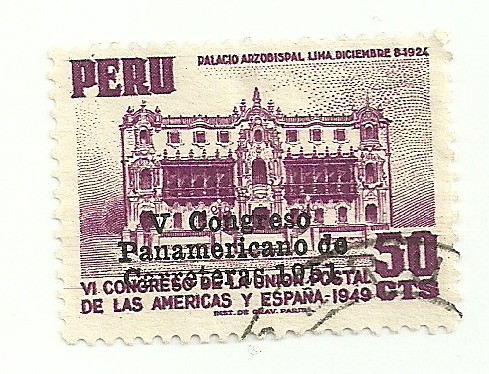 PALACIO ARZOBISPAL LIMA, DICIEMBRE 8-1924
PERU
V Congreso
Panamericano de
Carreteras 1951
50
CTS
VI CONGRESO DE LA UNION POSTAL
DE LAS AMERICAS Y ESPAÑA-1949
INST. DE GRAV. PARIS.